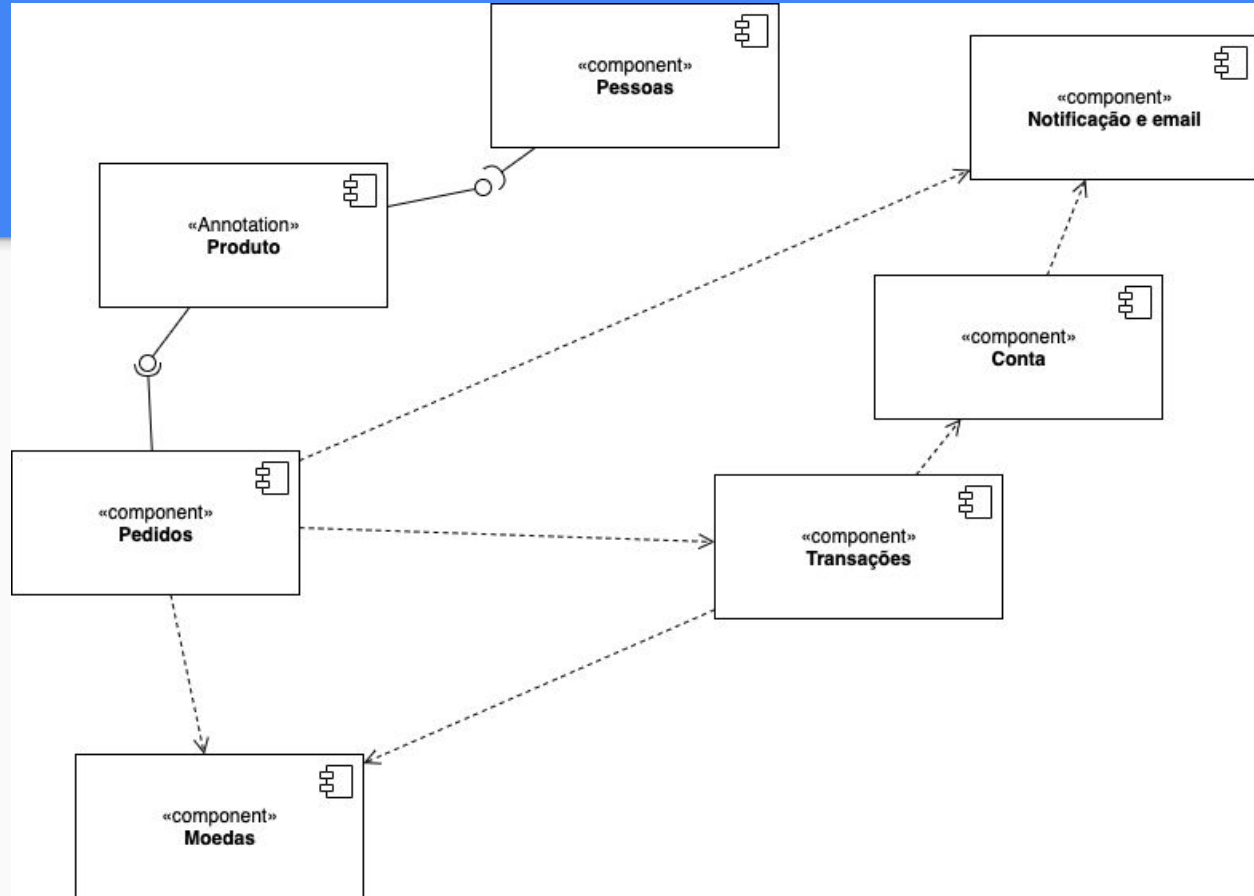 «component»
Pessoas
«component»
Notificação e email
«Annotation»
Produto
«component»
Conta
«component»
Pedidos
«component»
Transações
«component»
Moedas